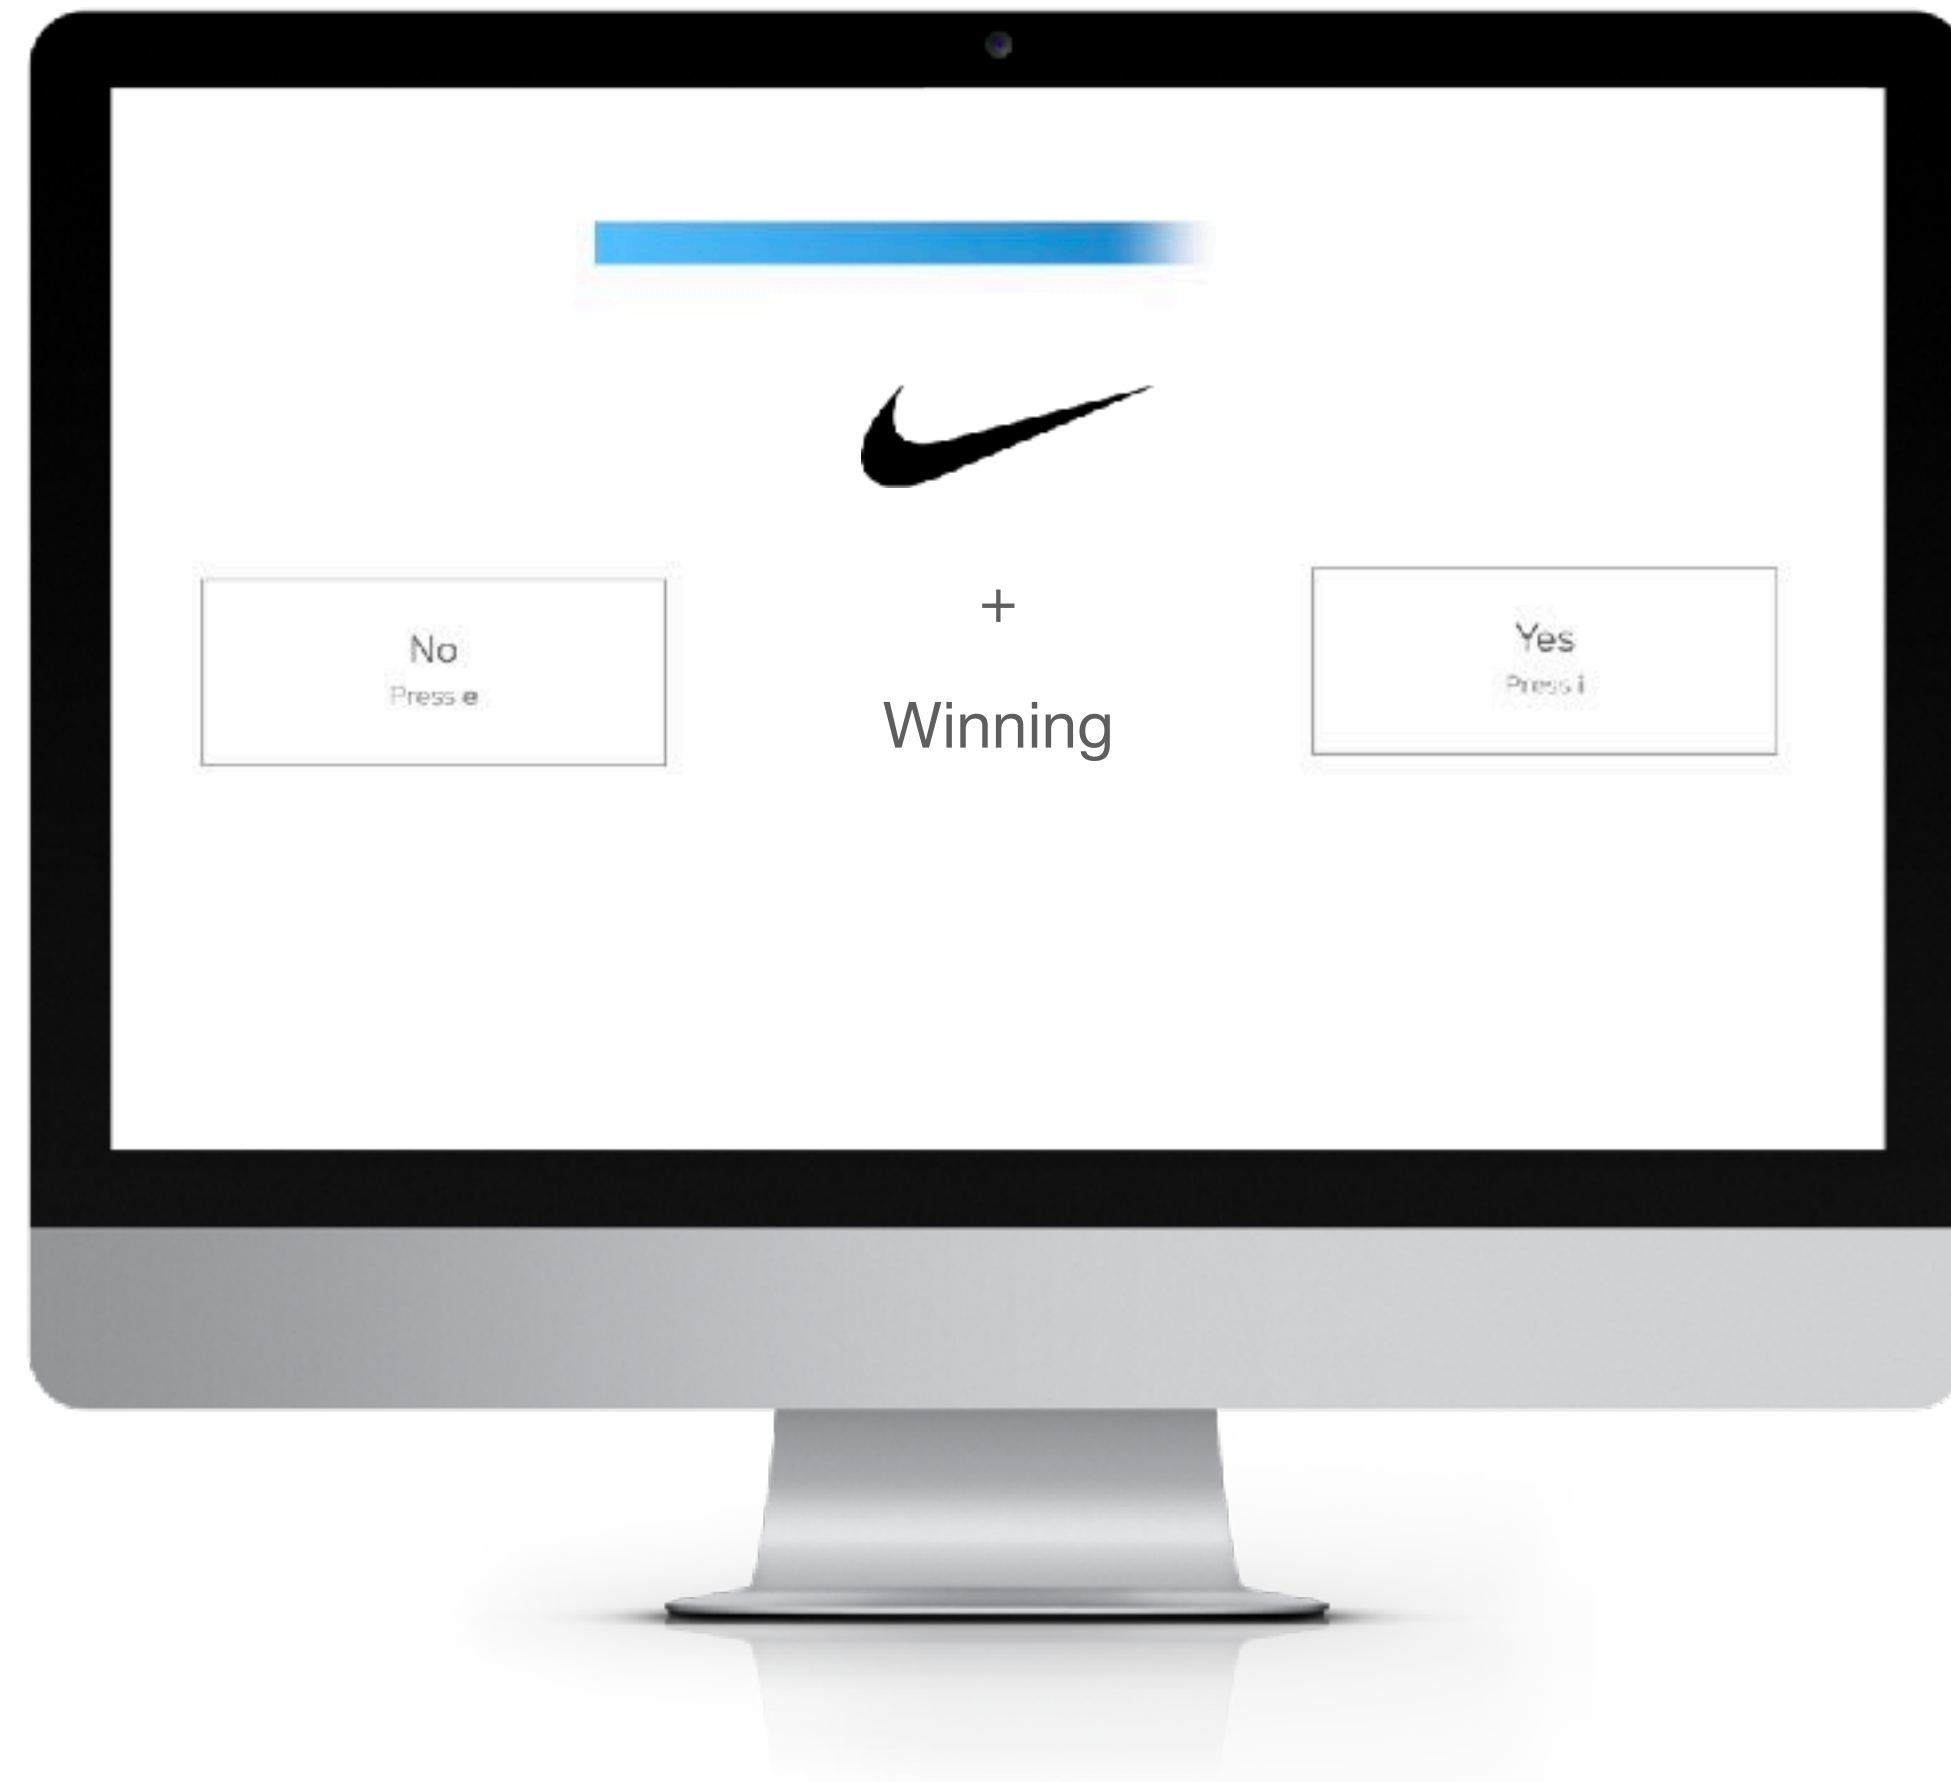 +
No
Press e
Winning
Yes
Press i